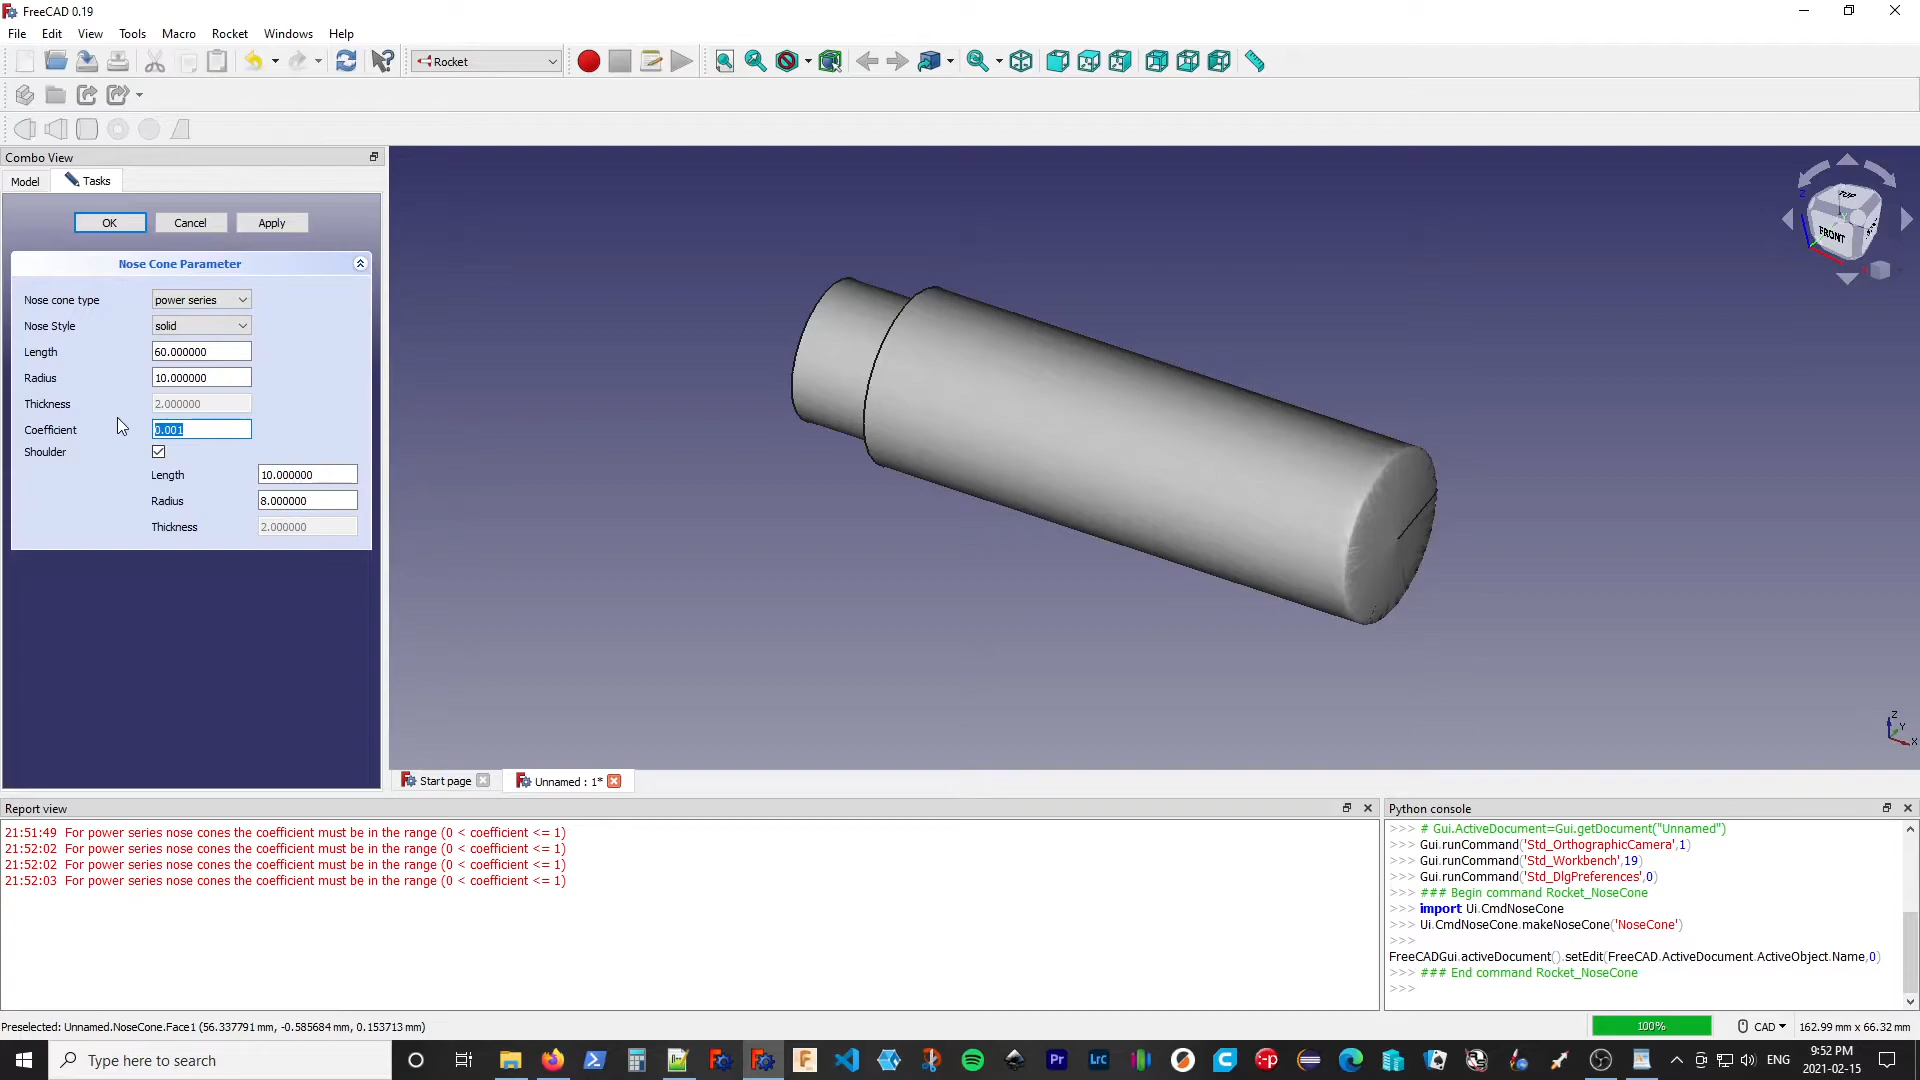 FreeCAD 0.19
File Edit View Tools Macro Rocket Windows Help
Rocket
Combo View
Model Tasks
OK Cancel Apply
Nose Cone Parameter
Nose cone type power series
Nose Style solid
Length 60.000000
Radius 10.000000
Thickness 2.000000
Coefficient 0.001
Shoulder
Length 10.000000
Radius 8.000000
Thickness 2.000000
TOP
FRONT
Z
Z
Y
X
Start page Unnamed : 1*
Report view
21:51:49 For power series nose cones the coefficient must be in the range (0 < coefficient <= 1)
21:52:02 For power series nose cones the coefficient must be in the range (0 < coefficient <= 1)
21:52:02 For power series nose cones the coefficient must be in the range (0 < coefficient <= 1)
21:52:03 For power series nose cones the coefficient must be in the range (0 < coefficient <= 1)
Python console
>>> # Gui.ActiveDocument=Gui.getDocument("Unnamed")
>>> Gui.runCommand('Std_OrthographicCamera',1)
>>> Gui.runCommand('Std_Workbench',19)
>>> Gui.runCommand('Std_DlgPreferences',0)
>>> ### Begin command Rocket_NoseCone
>>> import Ui.CmdNoseCone
>>> Ui.CmdNoseCone.makeNoseCone('NoseCone')
>>>
FreeCADGui.activeDocument().setEdit(FreeCAD.ActiveDocument.ActiveObject.Name,0)
>>> ### End command Rocket_NoseCone
>>>
Preselected: Unnamed.NoseCone.Face1 (56.337791 mm, -0.585684 mm, 0.153713 mm)
100% CAD 162.99 mm x 66.32 mm
Type here to search
Pr
Lrc
ENG
9:52 PM
2021-02-15